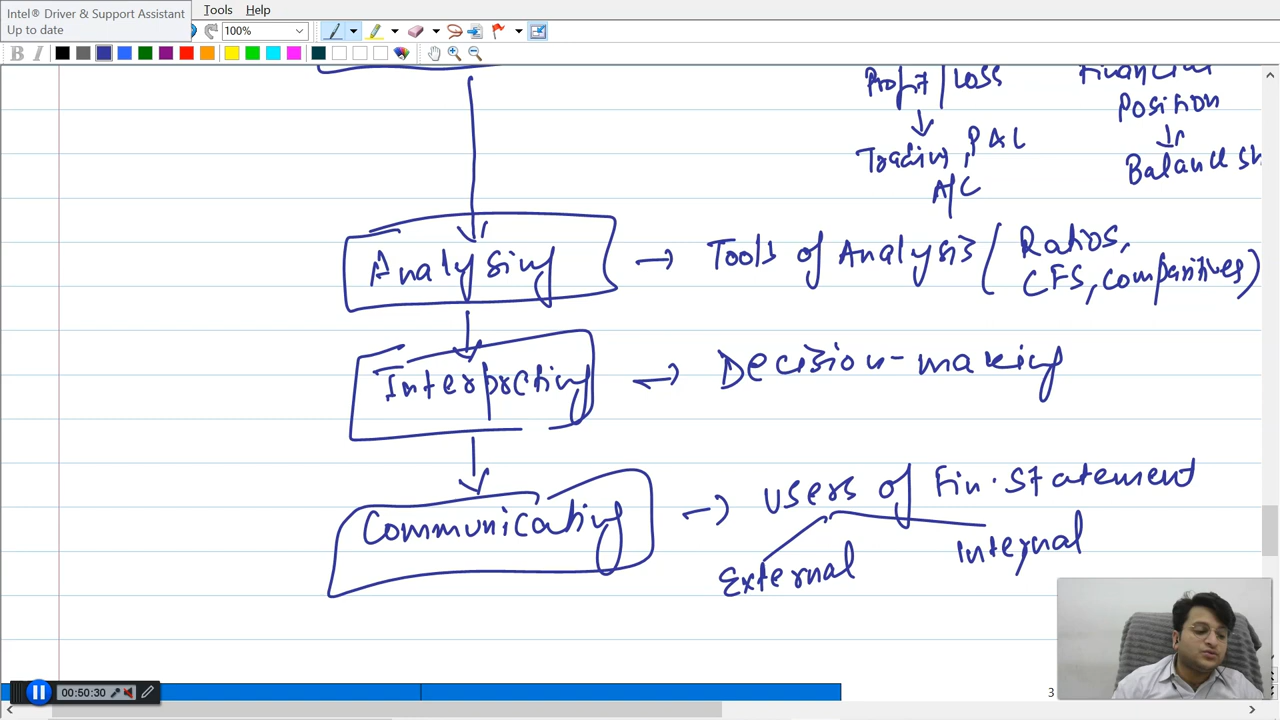 Intel® Driver & Support Assistant
Up to date
Tools Help
100%
B I
Profit / Loss
Financial
Position
Trading, P&L
A/C
Balance Sh
Analysing → Tools of Analysis ( Ratios,
CFS, comparitives)
Interpreting → Decision-making
Communicating → Users of Fin. Statement
External
Internal
00:50:30
3